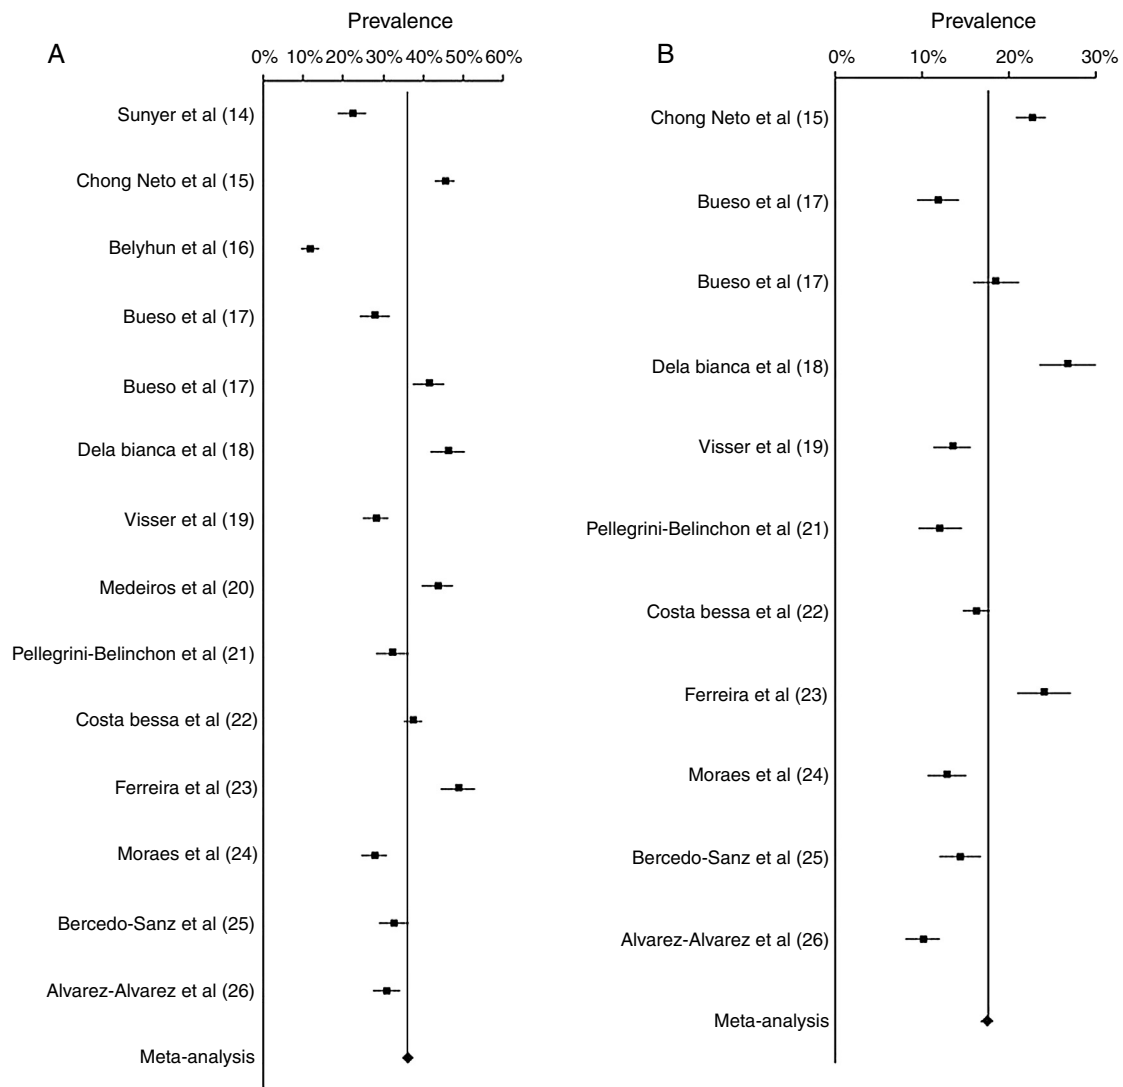 Prevalence
A
0% 10% 20% 30% 40% 50% 60%
Sunyer et al (14)
Chong Neto et al (15)
Belyhun et al (16)
Bueso et al (17)
Bueso et al (17)
Dela bianca et al (18)
Visser et al (19)
Medeiros et al (20)
Pellegrini-Belinchon et al (21)
Costa bessa et al (22)
Ferreira et al (23)
Moraes et al (24)
Bercedo-Sanz et al (25)
Alvarez-Alvarez et al (26)
Meta-analysis
Prevalence
B
0% 10% 20% 30%
Chong Neto et al (15)
Bueso et al (17)
Bueso et al (17)
Dela bianca et al (18)
Visser et al (19)
Pellegrini-Belinchon et al (21)
Costa bessa et al (22)
Ferreira et al (23)
Moraes et al (24)
Bercedo-Sanz et al (25)
Alvarez-Alvarez et al (26)
Meta-analysis